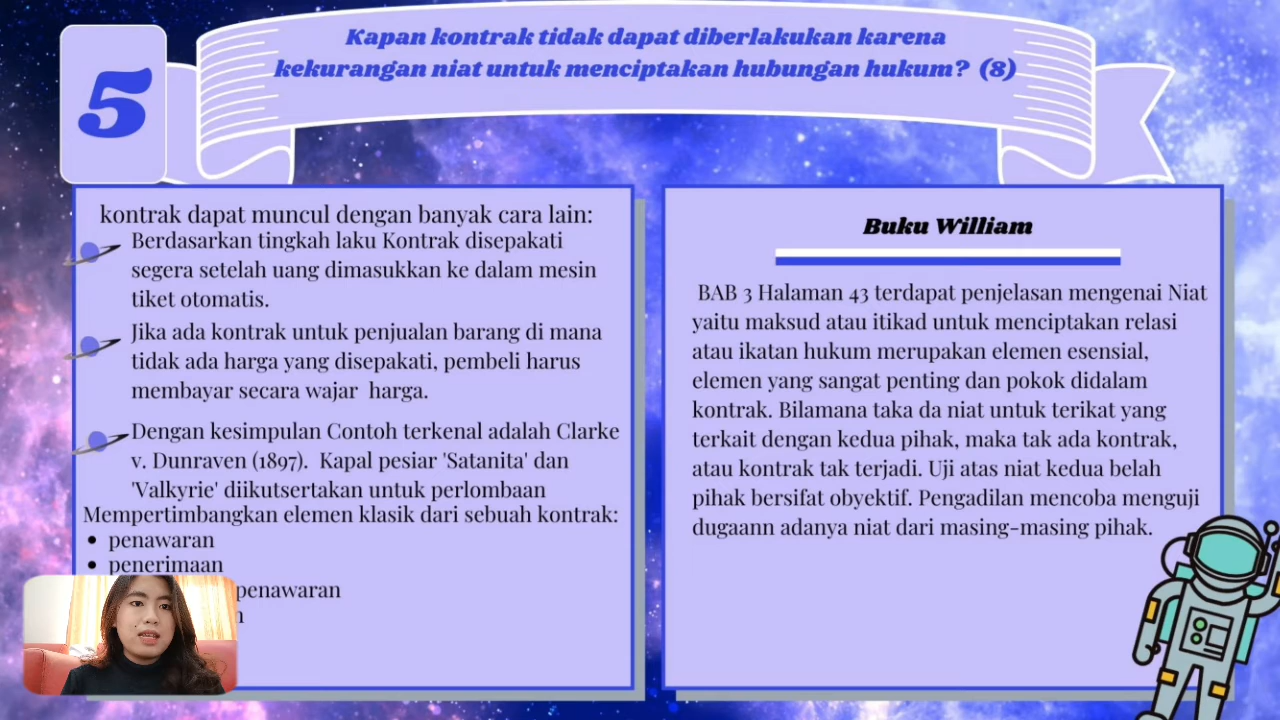 5
Kapan kontrak tidak dapat diberlakukan karena
kekurangan niat untuk menciptakan hubungan hukum? (8)
kontrak dapat muncul dengan banyak cara lain:
Berdasarkan tingkah laku Kontrak disepakati
segera setelah uang dimasukkan ke dalam mesin
tiket otomatis.
Jika ada kontrak untuk penjualan barang di mana
tidak ada harga yang disepakati, pembeli harus
membayar secara wajar harga.
Dengan kesimpulan Contoh terkenal adalah Clarke
v. Dunraven (1897). Kapal pesiar 'Satanita' dan
'Valkyrie' diikutsertakan untuk perlombaan
Mempertimbangkan elemen klasik dari sebuah kontrak:
• penawaran
• penerimaan
penawaran
Buku William
BAB 3 Halaman 43 terdapat penjelasan mengenai Niat
yaitu maksud atau itikad untuk menciptakan relasi
atau ikatan hukum merupakan elemen esensial,
elemen yang sangat penting dan pokok didalam
kontrak. Bilamana taka da niat untuk terikat yang
terkait dengan kedua pihak, maka tak ada kontrak,
atau kontrak tak terjadi. Uji atas niat kedua belah
pihak bersifat obyektif. Pengadilan mencoba menguji
dugaann adanya niat dari masing-masing pihak.